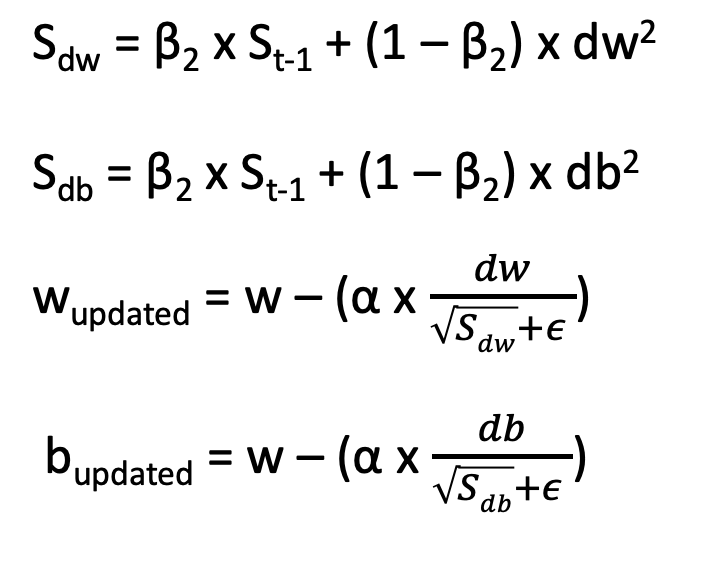 S_dw = β₂ x S_t-1 + (1 – β₂) x dw²
S_db = β₂ x S_t-1 + (1 – β₂) x db²
w_updated = w – (α x dw / (√S_dw + ϵ))
b_updated = w – (α x db / (√S_db + ϵ))